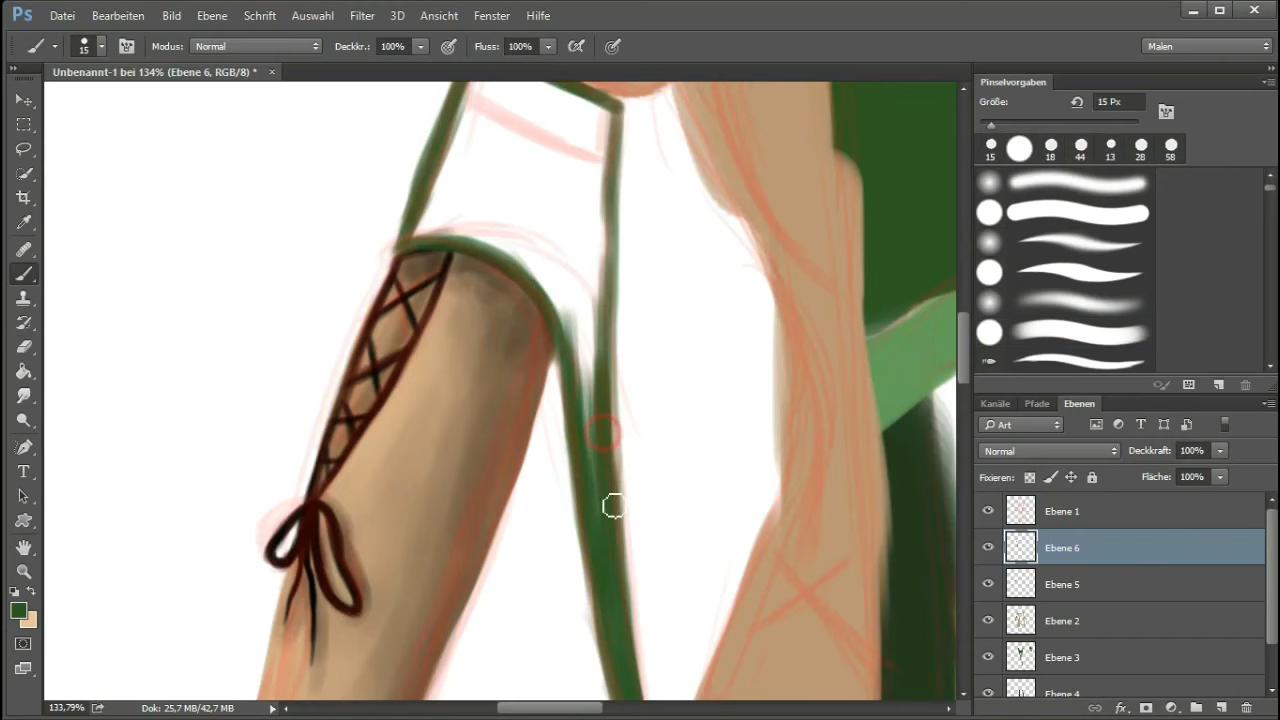 Ps Datei Bearbeiten Bild Ebene Schrift Auswahl Filter 3D Ansicht Fenster Hilfe
15 Modus: Normal Deckkr.: 100% Fluss: 100% Malen
Unbenannt-1 bei 134% (Ebene 6, RGB/8) * ×
Pinselvorgaben
Größe: 15 Px
15 18 44 13 28 58
Kanäle Pfade Ebenen
Art
Normal Deckkraft: 100%
Fixieren: Fläche: 100%
Ebene 1
Ebene 6
Ebene 5
Ebene 2
Ebene 3
Ebene 4
133,79% Dok: 25,7 MB/42,7 MB